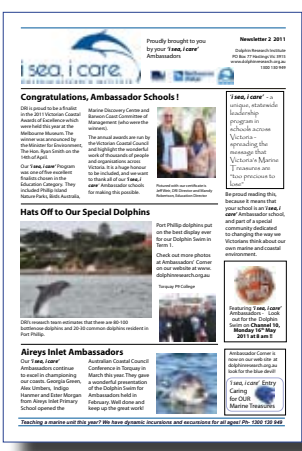 i sea, i care
Proudly brought to you
by your 'i sea, i care'
Ambassadors
Newsletter 2 2011
Dolphin Research Institute
PO Box 77 Hastings Vic 3915
www.dolphinresearch.org.au
1300 130 949
Congratulations, Ambassador Schools !
DRI is proud to be a finalist
in the 2011 Victorian Coastal
Awards of Excellence which
were held this year at the
Melbourne Museum. The
winner was announced by
the Minister for Environment,
The Hon. Ryan Smith on the
14th of April.
Our 'i sea, i care' Program
was one of five excellent
finalists chosen in the
Education Category. They
included Phillip Island
Nature Parks, Birds Australia,
Marine Discovery Centre and
Barwon Coast Committee of
Management (who were the
winners).
The annual awards are run by
the Victorian Coastal Council
and highlight the wonderful
work of thousands of people
and organisations across
Victoria. It is a huge honour
to be included, and we want
to thank all of our 'i sea, i
care' Ambassador schools
for making this possible.
Pictured with our certificate is
Jeff Weir, DRI Director and Mandy
Robertson, Education Director
'i sea, i care' - a
unique, statewide
leadership
program in
schools across
Victoria -
spreading the
message that
Victoria's Marine
Treasures are
"too precious to
lose"
Be proud reading this,
because it means that
your school is an 'i sea, i
care' Ambassador school,
and part of a special
community dedicated
to changing the way we
Victorians think about our
own marine and coastal
environment.
Hats Off to Our Special Dolphins
Port Phillip dolphins put
on the best display ever
for our Dolphin Swim in
Term 1.
Check out more photos
at Ambassadors' Corner
on our website at www.
dolphinresearch.org.au
Torquay P9 College
DRI's research team estimates that there are 80-100
bottlenose dolphins and 20-30 common dolphins resident in
Port Phillip.
Featuring 'i sea, i care'
Ambassadors - Look
out for the Dolphin
Swim on Channel 10,
Monday 16th May
2011 at 8 am !!
Aireys Inlet Ambassadors
Our 'i sea, i care'
Ambassadors continue
to excel in championing
our coasts. Georgia Green,
Alex Umbers, Indigo
Hanmer and Ester Morgan
from Aireys Inlet Primary
School opened the
Australian Coastal Council
Conference in Torquay in
March this year. They gave
a wonderful presentation
of the Dolphin Swim for
Ambassadors held in
February. Well done and
keep up the great work!
Ambassador Corner is
now on our web site at
dolphinresearch.org.au
look for the blue devil!
'i sea, i care' Entry
Caring
for OUR
Marine Treasures
Teaching a marine unit this year? We have dynamic incursions and excursions for all ages! Ph- 1300 130 949